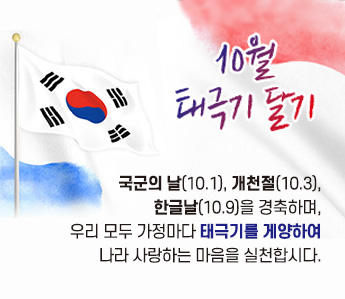 10월
태극기 달기
국군의 날(10.1), 개천절(10.3),
한글날(10.9)을 경축하며,
우리 모두 가정마다 태극기를 게양하여
나라 사랑하는 마음을 실천합시다.